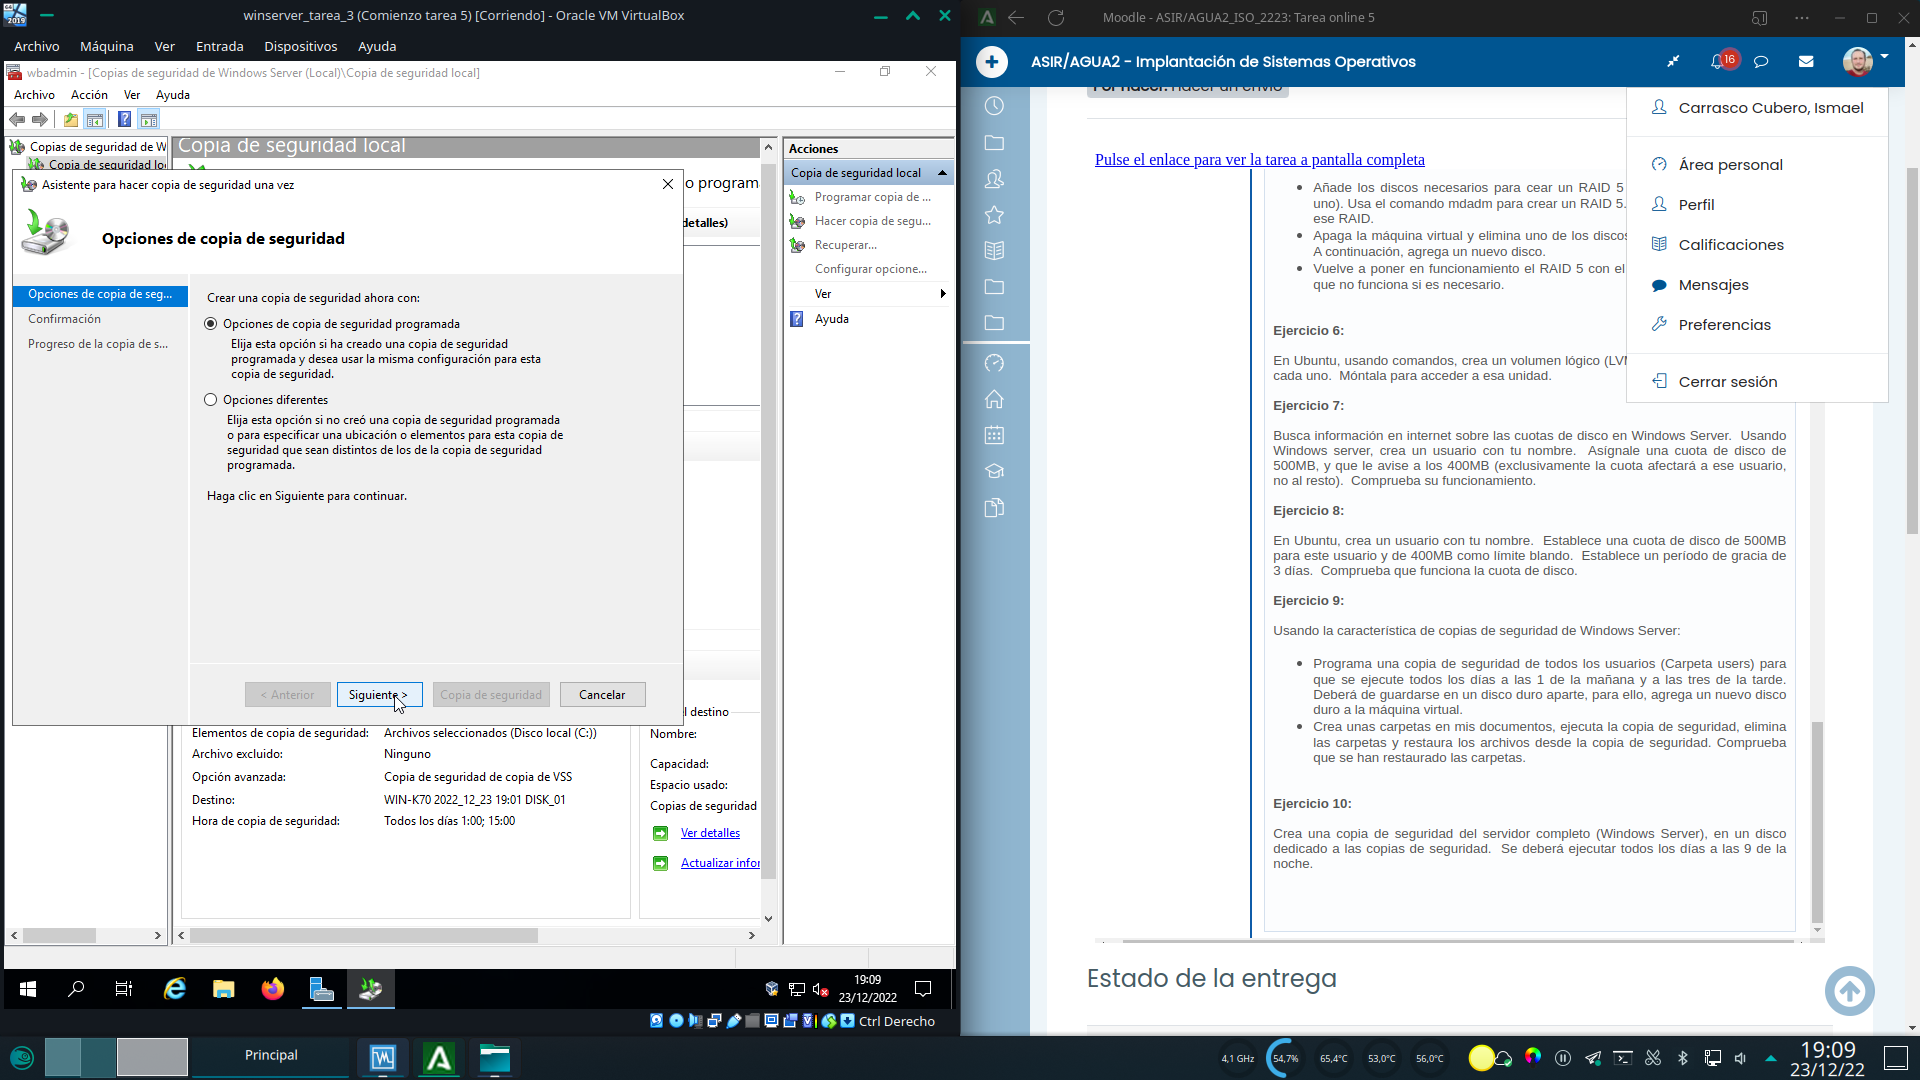 winserver_tarea_3 (Comienzo tarea 5) [Corriendo] - Oracle VM VirtualBox
Archivo Máquina Ver Entrada Dispositivos Ayuda
wbadmin - [Copias de seguridad de Windows Server (Local)\Copia de seguridad local]
Archivo Acción Ver Ayuda
Copias de seguridad de W
Copia de seguridad lo
Copia de seguridad local
o program
detalles)
Asistente para hacer copia de seguridad una vez
Opciones de copia de seguridad
Opciones de copia de seg...
Confirmación
Progreso de la copia de s...
Crear una copia de seguridad ahora con:
Opciones de copia de seguridad programada
Elija esta opción si ha creado una copia de seguridad
programada y desea usar la misma configuración para esta
copia de seguridad.
Opciones diferentes
Elija esta opción si no creó una copia de seguridad programada
o para especificar una ubicación o elementos para esta copia de
seguridad que sean distintos de los de la copia de seguridad
programada.
Haga clic en Siguiente para continuar.
< Anterior
Siguiente >
Copia de seguridad
Cancelar
Elementos de copia de seguridad: Archivos seleccionados (Disco local (C:))
Archivo excluido: Ninguno
Opción avanzada: Copia de seguridad de copia de VSS
Destino: WIN-K70 2022_12_23 19:01 DISK_01
Hora de copia de seguridad: Todos los días 1:00; 15:00
l destino
Nombre:
Capacidad:
Espacio usado:
Copias de seguridad
Ver detalles
Actualizar infor
Acciones
Copia de seguridad local
Programar copia de ...
Hacer copia de segu...
Recuperar...
Configurar opcione...
Ver
Ayuda
19:09
23/12/2022
Ctrl Derecho
Moodle - ASIR/AGUA2_ISO_2223: Tarea online 5
ASIR/AGUA2 - Implantación de Sistemas Operativos
16
Por hacer: Hacer un envío
Carrasco Cubero, Ismael
Área personal
Perfil
Calificaciones
Mensajes
Preferencias
Cerrar sesión
Pulse el enlace para ver la tarea a pantalla completa
Añade los discos necesarios para cear un RAID 5
uno). Usa el comando mdadm para crear un RAID 5.
ese RAID.
Apaga la máquina virtual y elimina uno de los discos
A continuación, agrega un nuevo disco.
Vuelve a poner en funcionamiento el RAID 5 con el
que no funciona si es necesario.
Ejercicio 6:
En Ubuntu, usando comandos, crea un volumen lógico (LVM
cada uno. Móntala para acceder a esa unidad.
Ejercicio 7:
Busca información en internet sobre las cuotas de disco en Windows Server. Usando
Windows server, crea un usuario con tu nombre. Asígnale una cuota de disco de
500MB, y que le avise a los 400MB (exclusivamente la cuota afectará a ese usuario,
no al resto). Comprueba su funcionamiento.
Ejercicio 8:
En Ubuntu, crea un usuario con tu nombre. Establece una cuota de disco de 500MB
para este usuario y de 400MB como límite blando. Establece un período de gracia de
3 días. Comprueba que funciona la cuota de disco.
Ejercicio 9:
Usando la característica de copias de seguridad de Windows Server:
Programa una copia de seguridad de todos los usuarios (Carpeta users) para
que se ejecute todos los días a las 1 de la mañana y a las tres de la tarde.
Deberá de guardarse en un disco duro aparte, para ello, agrega un nuevo disco
duro a la máquina virtual.
Crea unas carpetas en mis documentos, ejecuta la copia de seguridad, elimina
las carpetas y restaura los archivos desde la copia de seguridad. Comprueba
que se han restaurado las carpetas.
Ejercicio 10:
Crea una copia de seguridad del servidor completo (Windows Server), en un disco
dedicado a las copias de seguridad. Se deberá ejecutar todos los días a las 9 de la
noche.
Estado de la entrega
Principal
4,1 GHz
54,7%
65,4°C
53,0°C
56,0°C
19:09
23/12/22